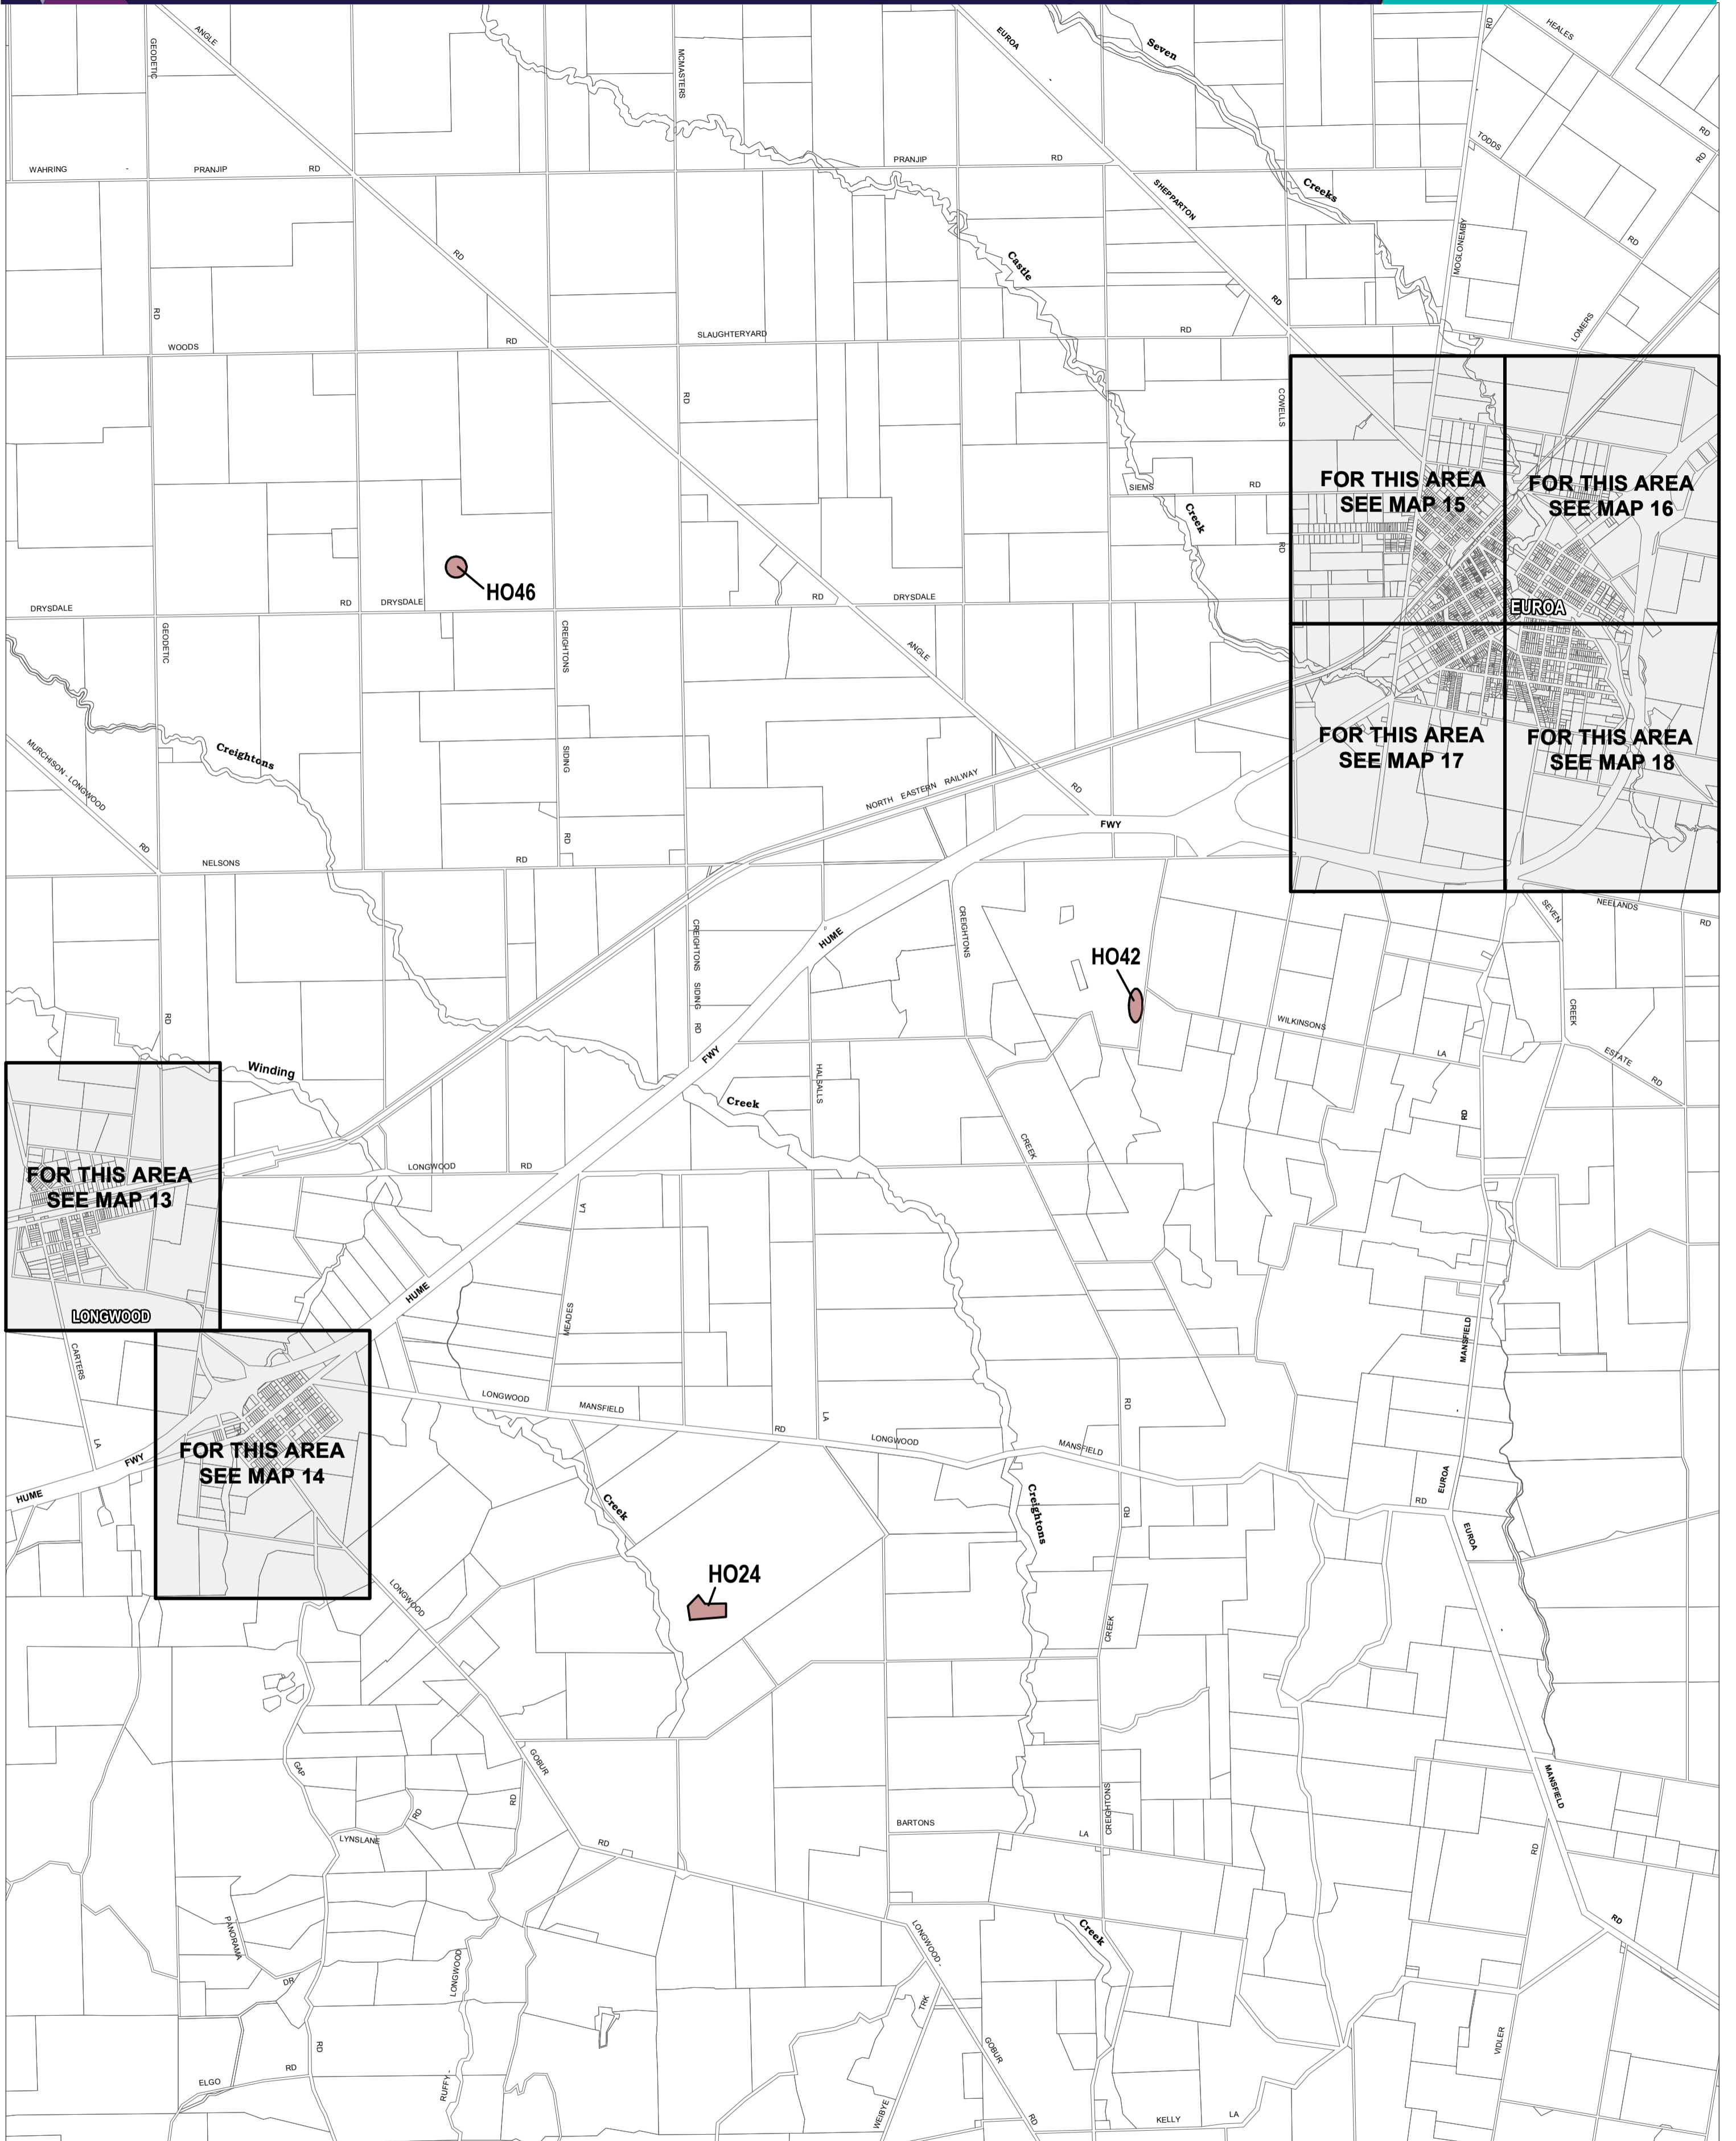 HEALES
RD
GEODETIC
ANGLE
EUROA
Seven
MCMASTERS
RD
TODDS
RD
WAHRING
-
PRANJIP
RD
PRANJIP
RD
SHEPPARTON
Creeks
MOGLONEMBY
RD
RD
Castle
RD
RD
LOMERS
WOODS
RD
SLAUGHTERYARD
RD
RD
COWELLS
FOR THIS AREA
SEE MAP 15
FOR THIS AREA
SEE MAP 16
SIEMS
RD
Creek
RD
HO46
EUROA
DRYSDALE
RD
DRYSDALE
RD
DRYSDALE
GEODETIC
CREIGHTONS
ANGLE
FOR THIS AREA
SEE MAP 17
FOR THIS AREA
SEE MAP 18
MURCHISON - LONGWOOD
RD
Creightons
SIDING
RD
NORTH EASTERN RAILWAY
RD
FWY
NELSONS
RD
SEVEN
NEELANDS
RD
CREIGHTONS SIDING RD
HUME
CREIGHTONS
HO42
CREEK
WILKINSONS
LA
ESTATE
RD
RD
Winding
FWY
HALSALLS
Creek
RD
CREEK
FOR THIS AREA
SEE MAP 13
LONGWOOD
RD
LA
LONGWOOD
HUME
MEADES
MANSFIELD
CARTERS
LA
LONGWOOD
MANSFIELD
RD
LA
LONGWOOD
MANSFIELD
RD
FOR THIS AREA
SEE MAP 14
FWY
HUME
EUROA
RD
Creek
Creightons
RD
EUROA
HO24
LONGWOOD
CREEK
GAP
GOBUR
RD
RD
LYNSLANE
RD
BARTONS
LA
CREIGHTONS
MANSFIELD
RD
RD
PANORAMA
DR
LONGWOOD
LONGWOOD -
Creek
TRK
GOBUR
VIDLER
RD
RD
ELGO
RUFFY -
WEIBYE
RD
KELLY
LA